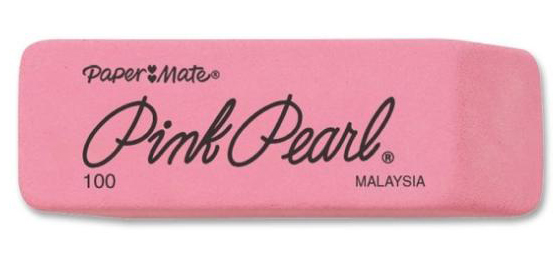 Paper Mate®
Pink Pearl®
100 MALAYSIA